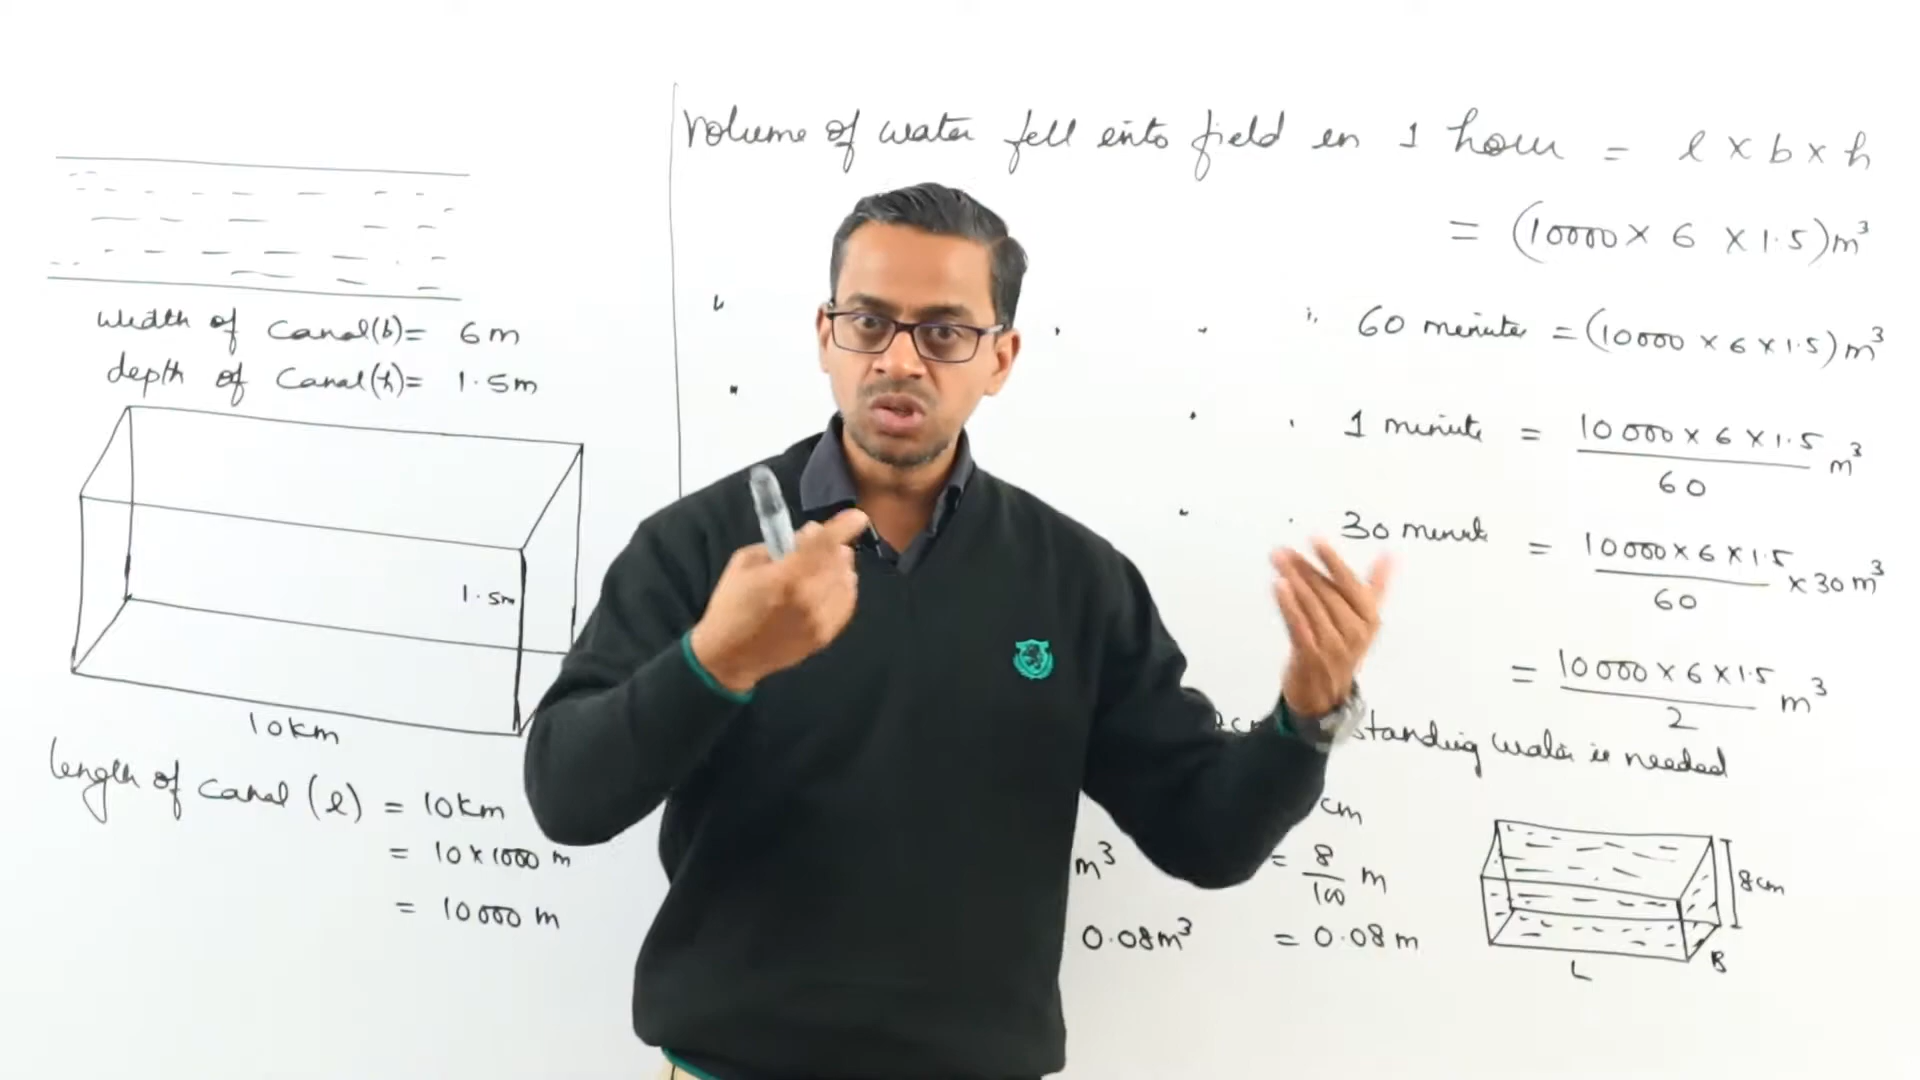 width of canal(b)= 6m
depth of canal(h)= 1.5m
1.5m
10km
length of canal (l) = 10km
= 10×1000 m
= 10000 m
Volume of water fell into field in 1 hour = l × b × h
= (10000 × 6 × 1.5)m³
60 minutes = (10000 × 6 × 1.5) m³
1 minute = 10000 × 6 × 1.5 / 60 m³
30 minute = 10000 × 6 × 1.5 / 60 × 30 m³
= 10000 × 6 × 1.5 / 2 m³
standing water is needed
cm
m³ = 8/100 m
0.08m³ = 0.08 m
8cm
L
B